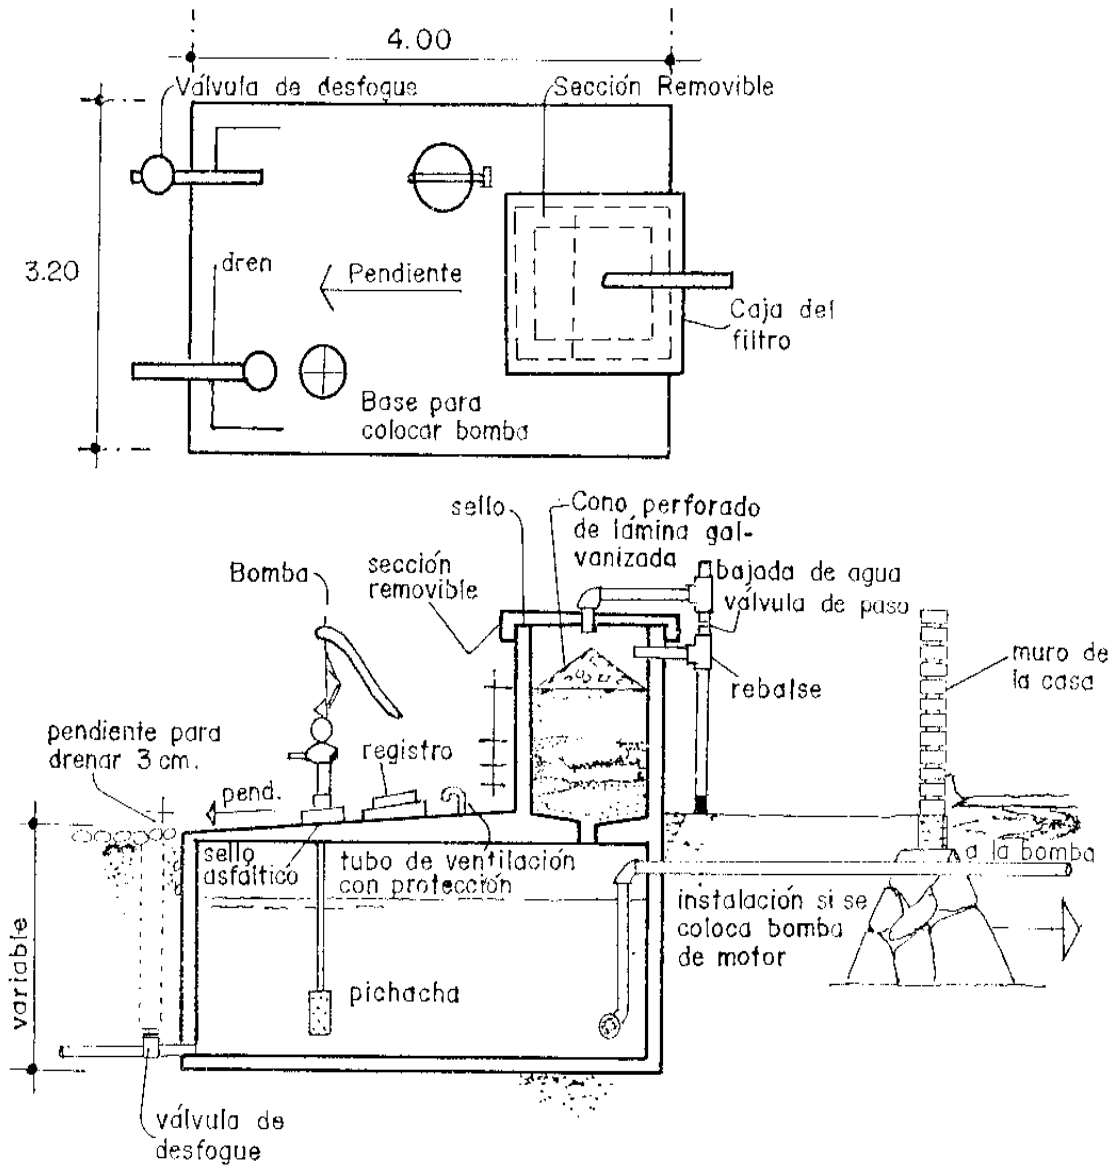 4.00
Válvula de desfogue
Sección Removible
3.20
dren
Pendiente
Caja del
filtro
Base para
colocar bomba
sello
Cono perforado
de lámina gal-
vanizada
sección
removible
Bomba
bajada de agua
válvula de paso
muro de
la casa
rebalse
pendiente para
drenar 3 cm.
registro
pend.
sello
asfaltico
tubo de ventilación
con protección
a la bomba
instalación si se
coloca bomba
de motor
variable
pichacha
válvula de
desfogue